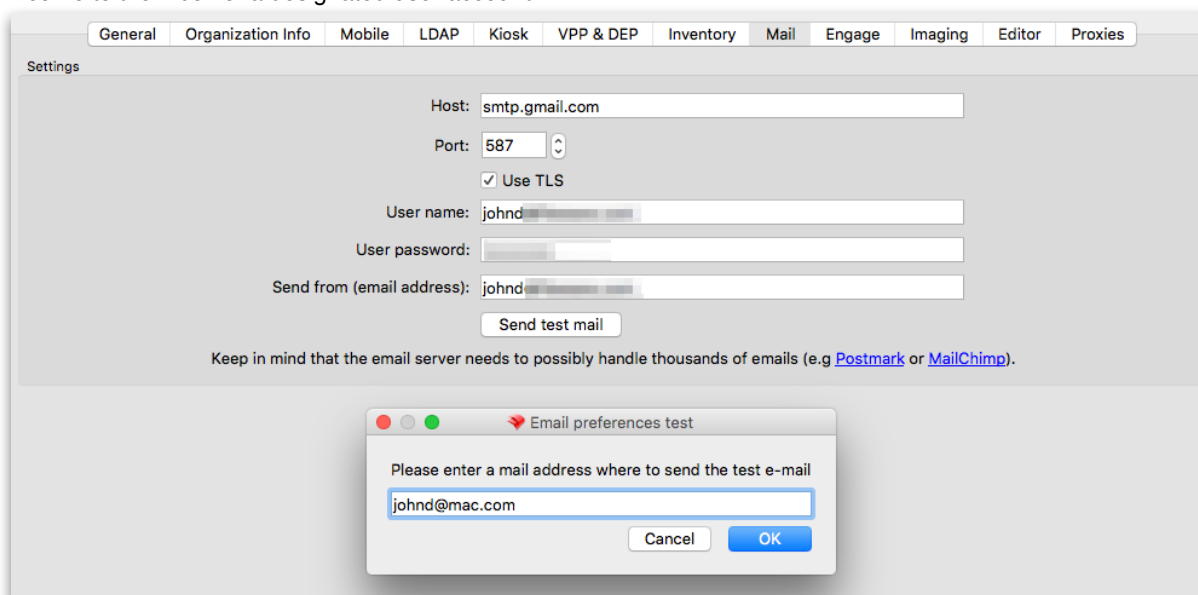 General Organization Info Mobile LDAP Kiosk VPP & DEP Inventory Mail Engage Imaging Editor Proxies
Settings
Host: smtp.gmail.com
Port: 587
Use TLS
User name: johnd
User password:
Send from (email address): johnd
Send test mail
Keep in mind that the email server needs to possibly handle thousands of emails (e.g Postmark or MailChimp).
Email preferences test
Please enter a mail address where to send the test e-mail
johnd@mac.com
Cancel OK